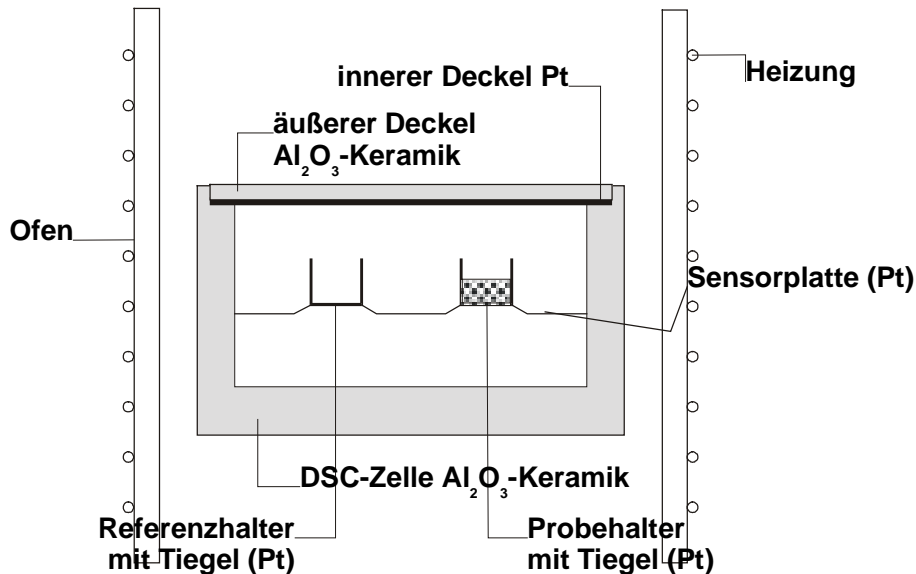 innerer Deckel Pt
Heizung
äußerer Deckel
Al₂O₃-Keramik
Ofen
Sensorplatte (Pt)
DSC-Zelle Al₂O₃-Keramik
Referenzhalter
mit Tiegel (Pt)
Probehalter
mit Tiegel (Pt)